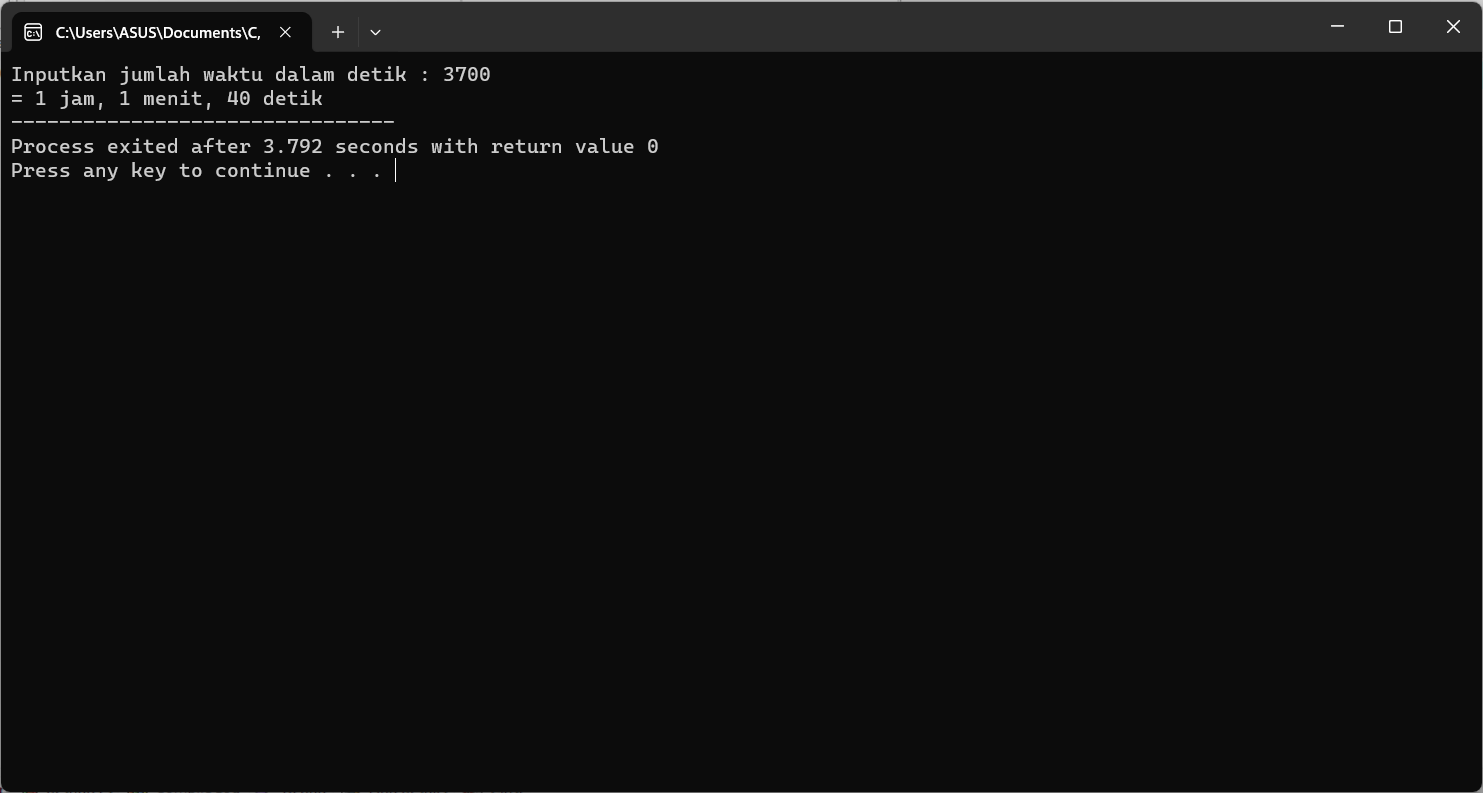 C:\Users\ASUS\Documents\C,
Inputkan jumlah waktu dalam detik : 3700
= 1 jam, 1 menit, 40 detik
--------------------------------
Process exited after 3.792 seconds with return value 0
Press any key to continue . . .